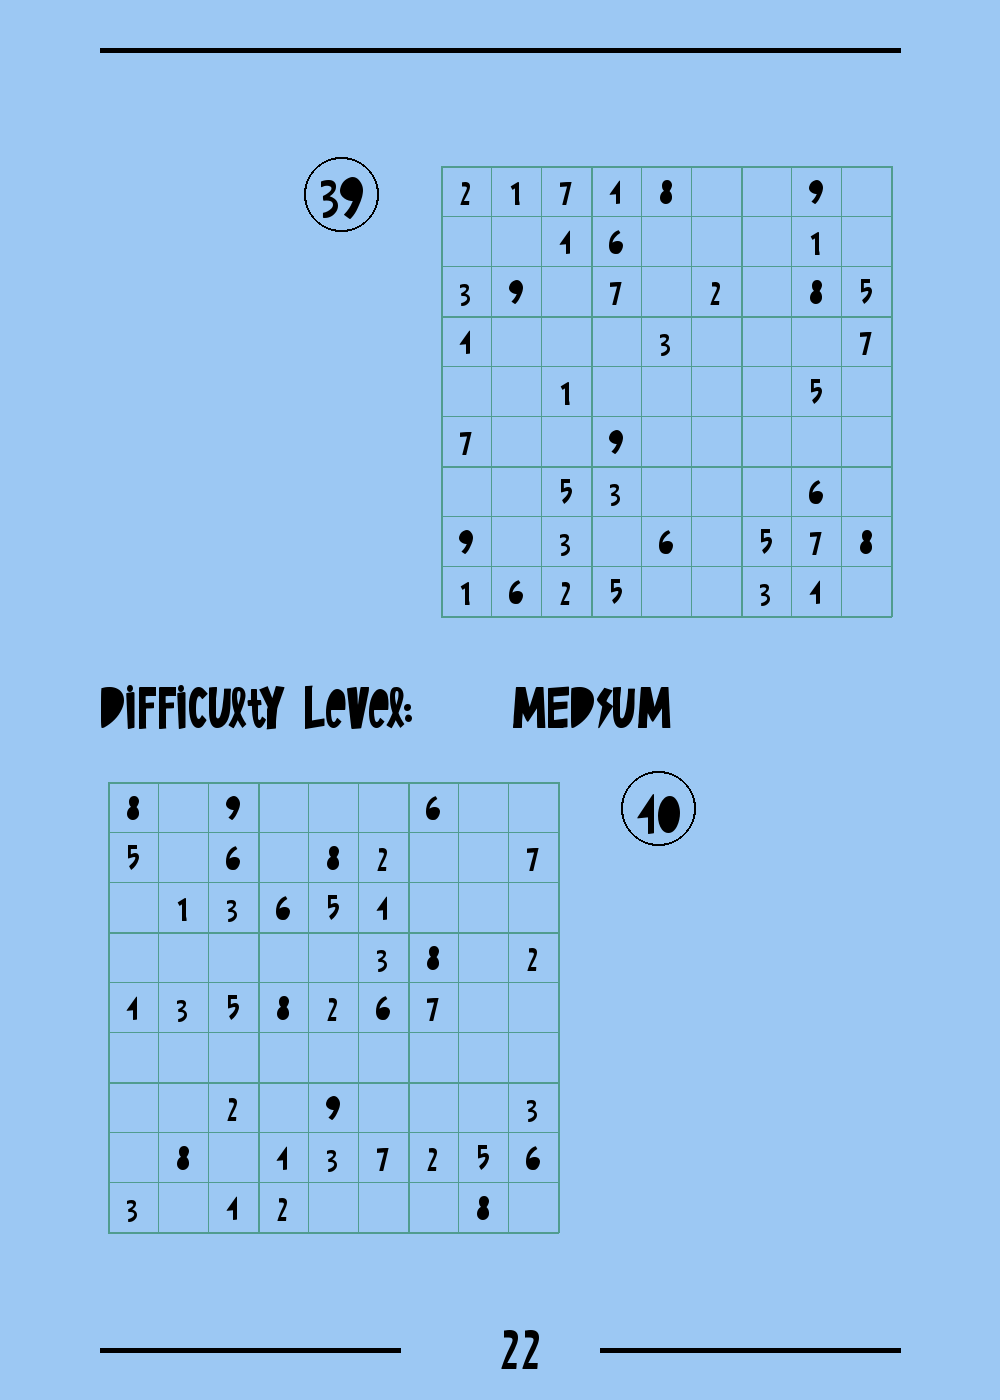 39
2 1 7 4 8 9
4 6 1
3 9 7 2 8 5
4 3 7
1 5
7 9
5 3 6
9 3 6 5 7 8
1 6 2 5 3 4
Difficulty Level: MEDIUM
40
8 9 6
5 6 8 2 7
1 3 6 5 4
3 8 2
4 3 5 8 2 6 7
2 9 3
8 4 3 7 2 5 6
3 4 2 8
22